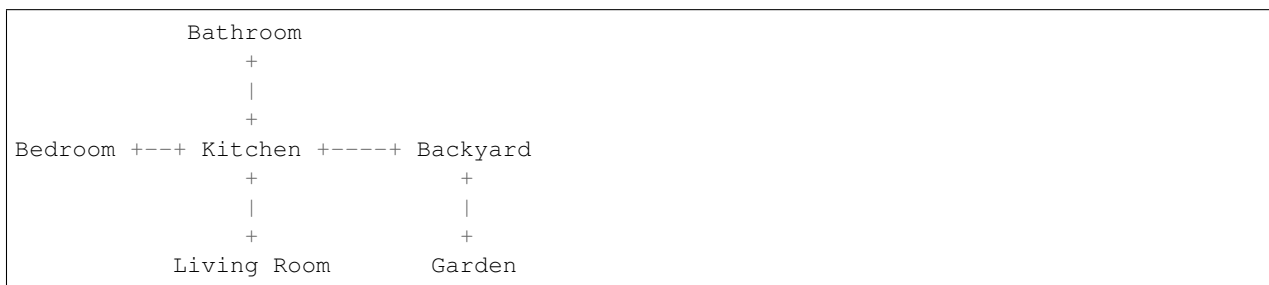 Bathroom
+
|
+
Bedroom +--+ Kitchen +----+ Backyard
+ +
| |
+ +
Living Room Garden